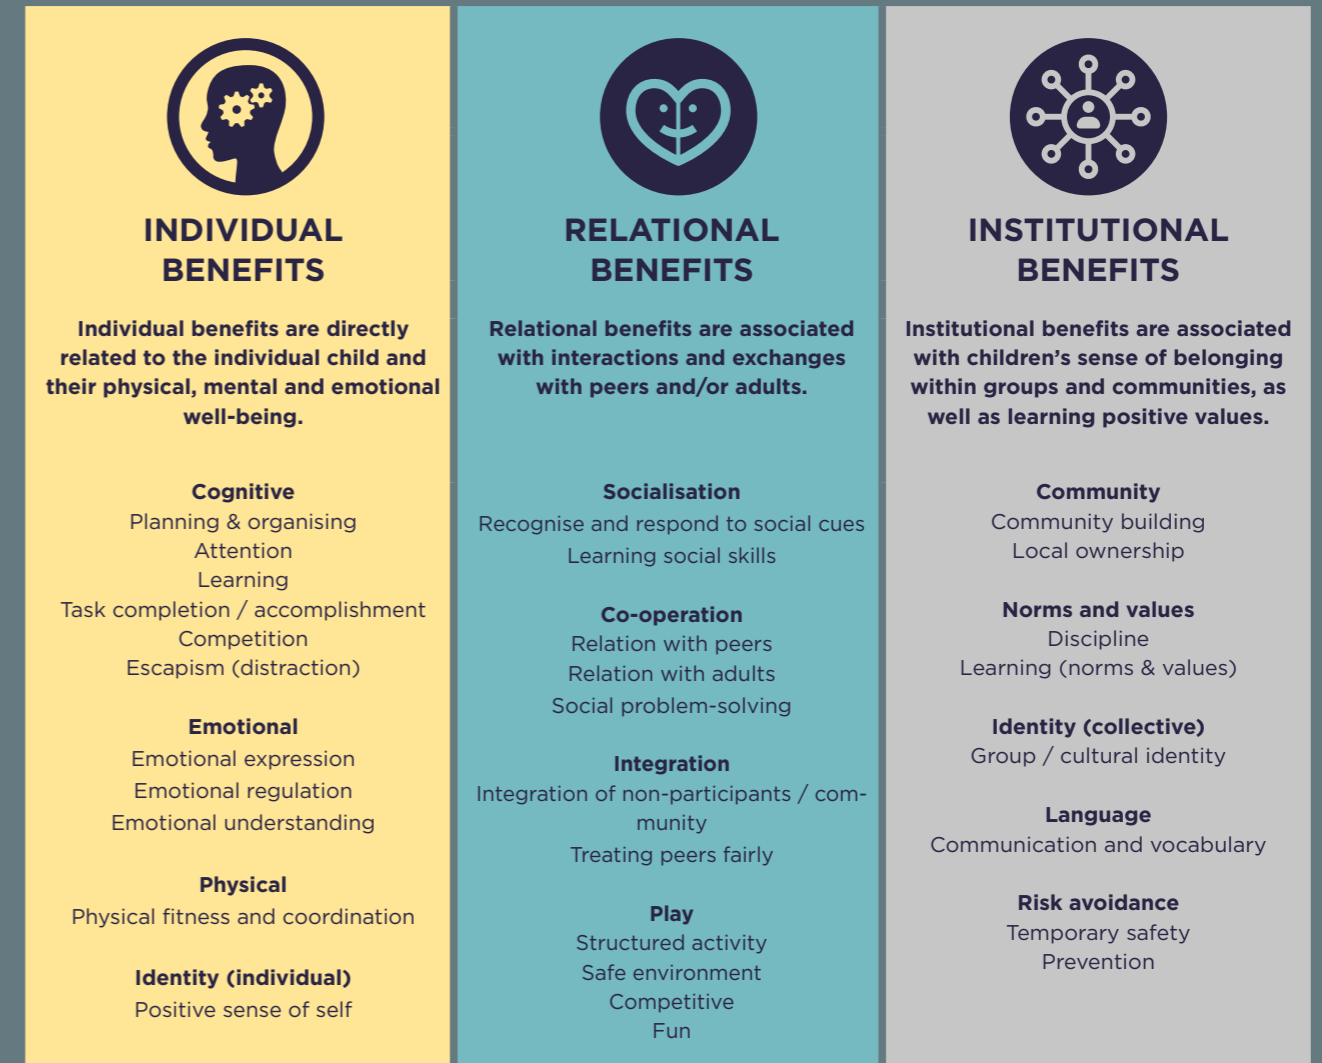 INDIVIDUAL
BENEFITS
Individual benefits are directly
related to the individual child and
their physical, mental and emotional
well-being.
Cognitive
Planning & organising
Attention
Learning
Task completion / accomplishment
Competition
Escapism (distraction)
Emotional
Emotional expression
Emotional regulation
Emotional understanding
Physical
Physical fitness and coordination
Identity (individual)
Positive sense of self
RELATIONAL
BENEFITS
Relational benefits are associated
with interactions and exchanges
with peers and/or adults.
Socialisation
Recognise and respond to social cues
Learning social skills
Co-operation
Relation with peers
Relation with adults
Social problem-solving
Integration
Integration of non-participants / com-
munity
Treating peers fairly
Play
Structured activity
Safe environment
Competitive
Fun
INSTITUTIONAL
BENEFITS
Institutional benefits are associated
with children’s sense of belonging
within groups and communities, as
well as learning positive values.
Community
Community building
Local ownership
Norms and values
Discipline
Learning (norms & values)
Identity (collective)
Group / cultural identity
Language
Communication and vocabulary
Risk avoidance
Temporary safety
Prevention